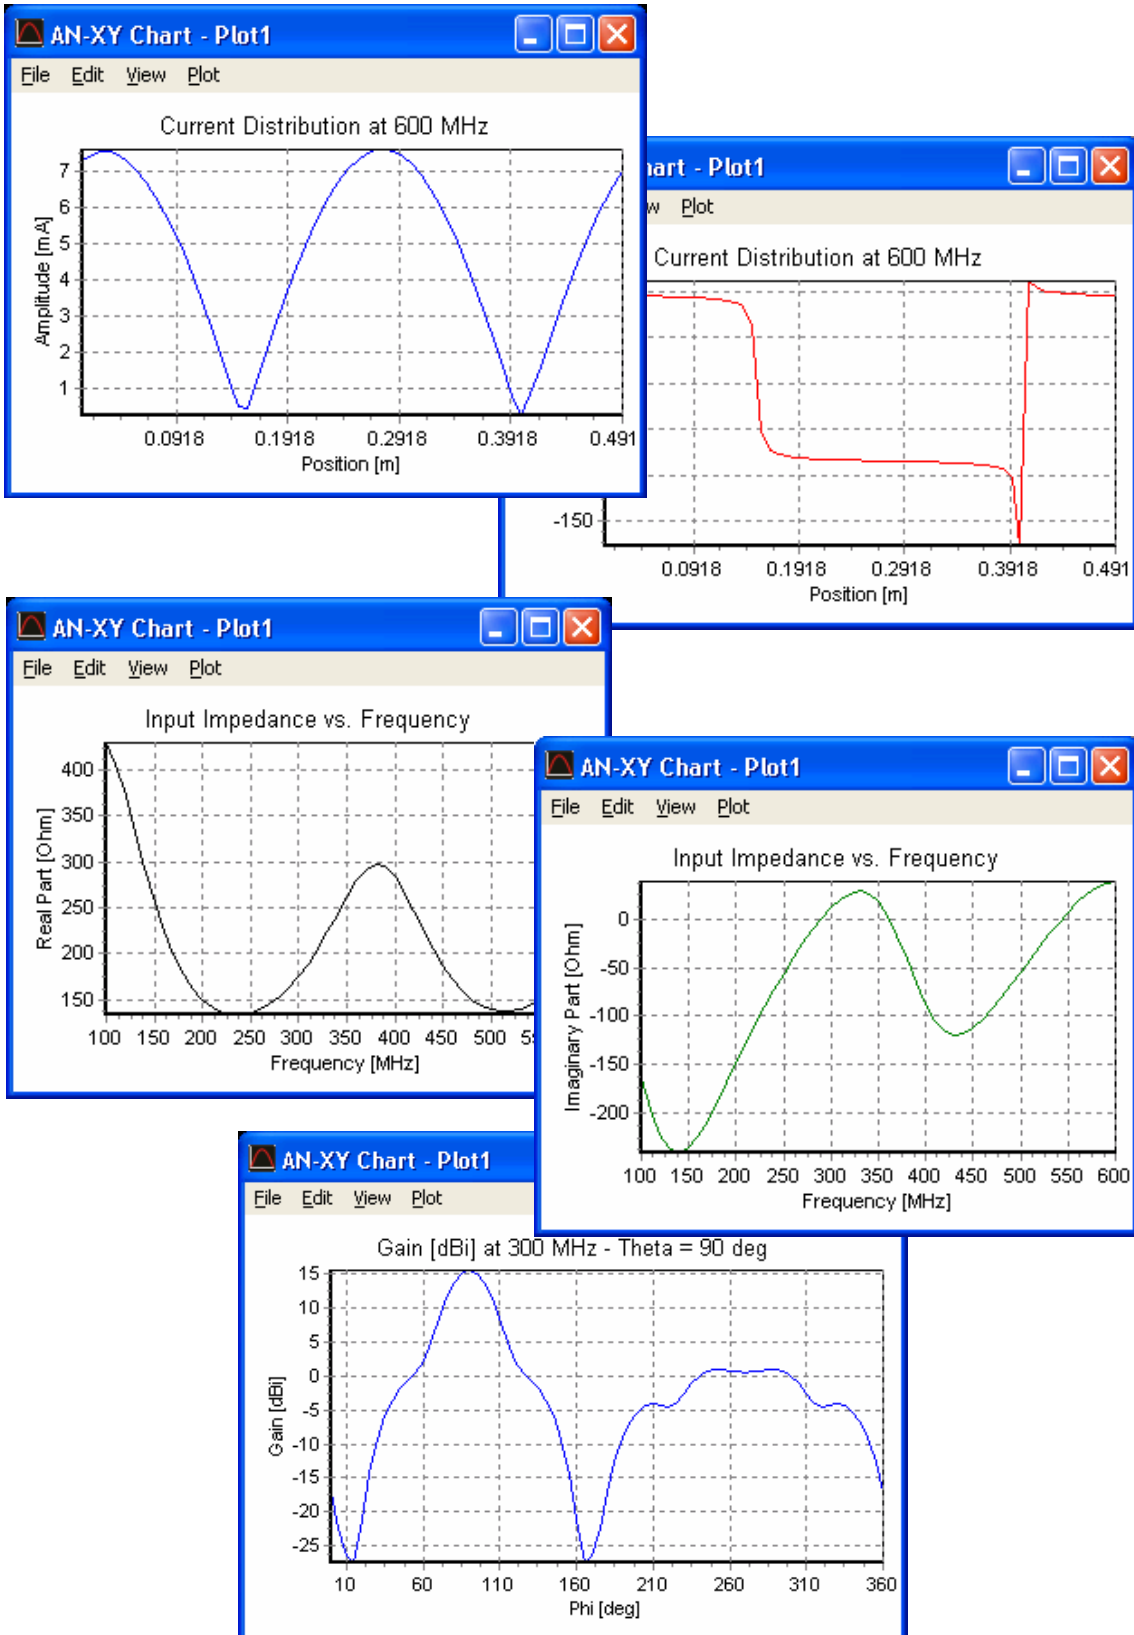 AN-XY Chart - Plot1
File Edit View Plot
Current Distribution at 600 MHz
Amplitude [mA]
7
6
5
4
3
2
1
0.0918 0.1918 0.2918 0.3918 0.491
Position [m]
hart - Plot1
w Plot
Current Distribution at 600 MHz
-150
0.0918 0.1918 0.2918 0.3918 0.491
Position [m]
AN-XY Chart - Plot1
File Edit View Plot
Input Impedance vs. Frequency
Real Part [Ohm]
400
350
300
250
200
150
100 150 200 250 300 350 400 450 500 5
Frequency [MHz]
AN-XY Chart - Plot1
File Edit View Plot
Input Impedance vs. Frequency
Imaginary Part [Ohm]
0
-50
-100
-150
-200
100 150 200 250 300 350 400 450 500 550 600
Frequency [MHz]
AN-XY Chart - Plot1
File Edit View Plot
Gain [dBi] at 300 MHz - Theta = 90 deg
Gain [dBi]
15
10
5
0
-5
-10
-15
-20
-25
10 60 110 160 210 260 310 360
Phi [deg]